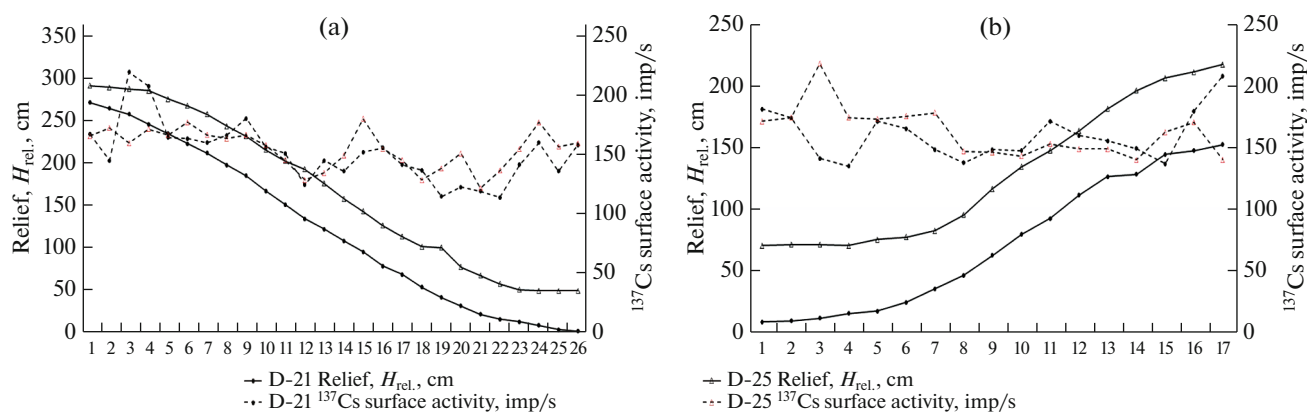 (a)
Relief, H rel., cm
350
300
250
200
150
100
50
0
250
200
150
100
50
0
¹³⁷Cs surface activity, imp/s
1 2 3 4 5 6 7 8 9 10 11 12 13 14 15 16 17 18 19 20 21 22 23 24 25 26
(b)
Relief, H rel., cm
250
200
150
100
50
0
250
200
150
100
50
0
¹³⁷Cs surface activity, imp/s
1 2 3 4 5 6 7 8 9 10 11 12 13 14 15 16 17
D-21 Relief, H rel., cm
D-21 ¹³⁷Cs surface activity, imp/s
D-25 Relief, H rel., cm
D-25 ¹³⁷Cs surface activity, imp/s